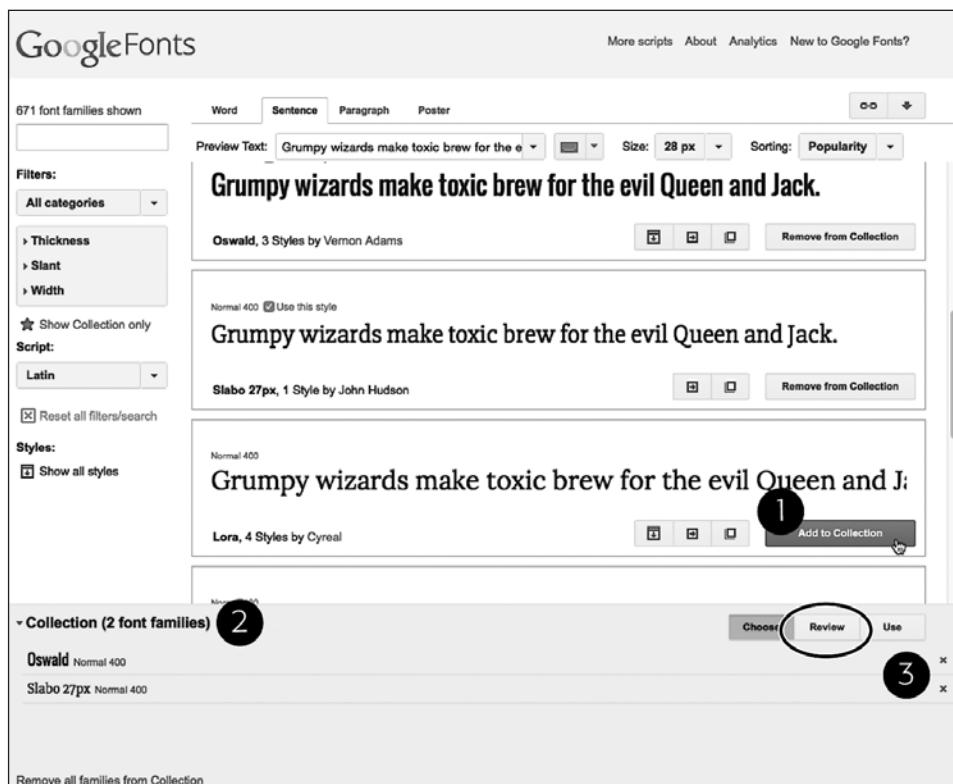 Google Fonts
More scripts About Analytics New to Google Fonts?
671 font families shown
Word Sentence Paragraph Poster
Preview Text: Grumpy wizards make toxic brew for the e Size: 28 px Sorting: Popularity
Filters:
All categories
Thickness
Slant
Width
Show Collection only
Script:
Latin
Reset all filters/search
Styles:
Show all styles
Grumpy wizards make toxic brew for the evil Queen and Jack.
Oswald, 3 Styles by Vernon Adams
Remove from Collection
Normal 400 Use this style
Grumpy wizards make toxic brew for the evil Queen and Jack.
Slabo 27px, 1 Style by John Hudson
Remove from Collection
Normal 400
Grumpy wizards make toxic brew for the evil Queen and Ja
1
Lora, 4 Styles by Cyreal
Add to Collection
Normal 400
Collection (2 font families) 2
Choose Review Use
Oswald Normal 400
Slabo 27px Normal 400
3
x
x
Remove all families from Collection